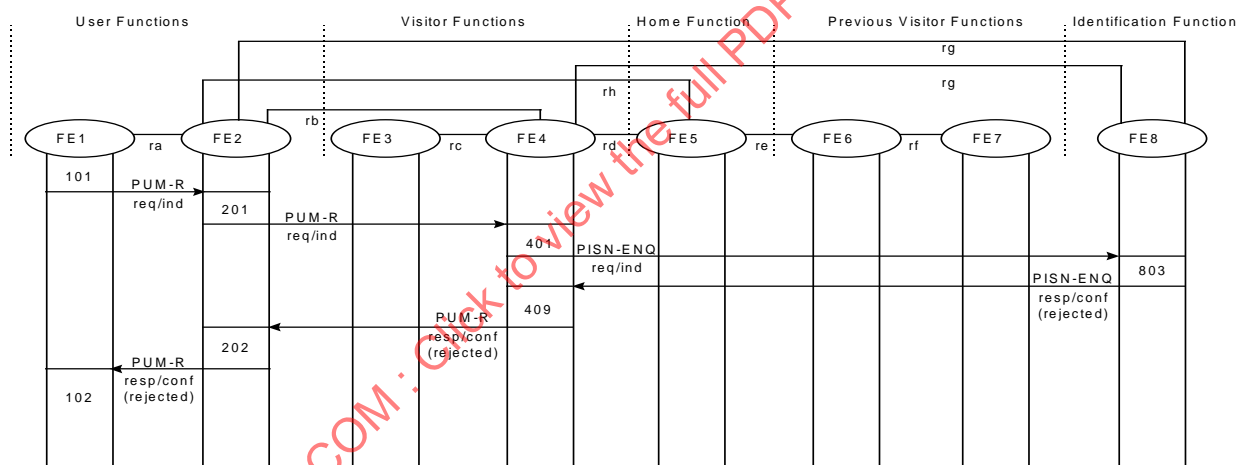 User Functions
Visitor Functions
Home Function
Previous Visitor Functions
Identification Function
rg
rg
rh
rb
FE1
ra
FE2
FE3
rc
FE4
rd
FE5
re
FE6
rf
FE7
FE8
101
PUM-R
req/ind
201
PUM-R
req/ind
401
PISN-ENQ
req/ind
803
PISN-ENQ
resp/conf
(rejected)
409
PUM-R
resp/conf
(rejected)
202
PUM-R
resp/conf
(rejected)
102
COM : Click to view the full PDF